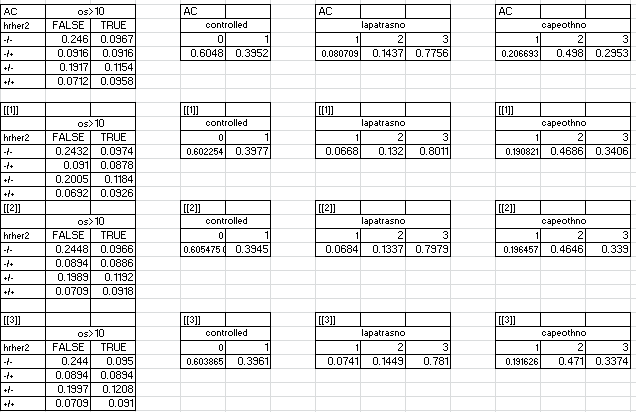 AC os>10 AC AC AC
hrher2 FALSE TRUE controlled lapatrasno capeothno
-/- 0.246 0.0967 0 1 1 2 3 1 2 3
-/+ 0.0916 0.0916 0.6048 0.3952 0.080709 0.1437 0.7756 0.206693 0.498 0.2953
+/- 0.1917 0.1154
+/+ 0.0712 0.0958
[[1]] [[1]] [[1]] [[1]]
os>10 controlled lapatrasno capeothno
hrher2 FALSE TRUE 0 1 1 2 3 1 2 3
-/- 0.2432 0.0974 0.602254 0.3977 0.0668 0.132 0.8011 0.190821 0.4686 0.3406
-/+ 0.091 0.0878
+/- 0.2005 0.1184
+/+ 0.0692 0.0926
[[2]] [[2]] [[2]] [[2]]
os>10 controlled lapatrasno capeothno
hrher2 FALSE TRUE 0 1 1 2 3 1 2 3
-/- 0.2448 0.0966 0.605475 0.3945 0.0684 0.1337 0.7979 0.196457 0.4646 0.339
-/+ 0.0894 0.0886
+/- 0.1989 0.1192
+/+ 0.0709 0.0918
[[3]] [[3]] [[3]] [[3]]
os>10 controlled lapatrasno capeothno
hrher2 FALSE TRUE 0 1 1 2 3 1 2 3
-/- 0.244 0.095 0.603865 0.3961 0.0741 0.1449 0.781 0.191626 0.471 0.3374
-/+ 0.0894 0.0894
+/- 0.1997 0.1208
+/+ 0.0709 0.091